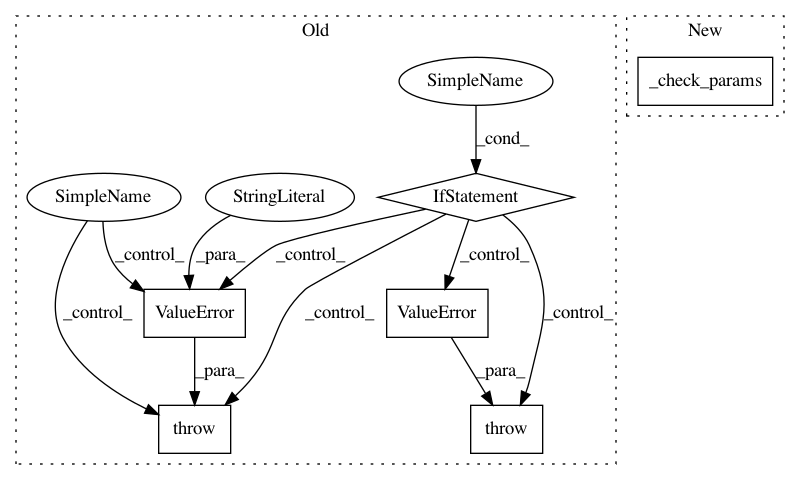 Old
New
SimpleName
_check_params
_cond_
SimpleName
StringLiteral
IfStatement
_control_
_para_
_control_
_control_
ValueError
ValueError
_control_
_control_
_control_
_para_
_para_
throw
throw